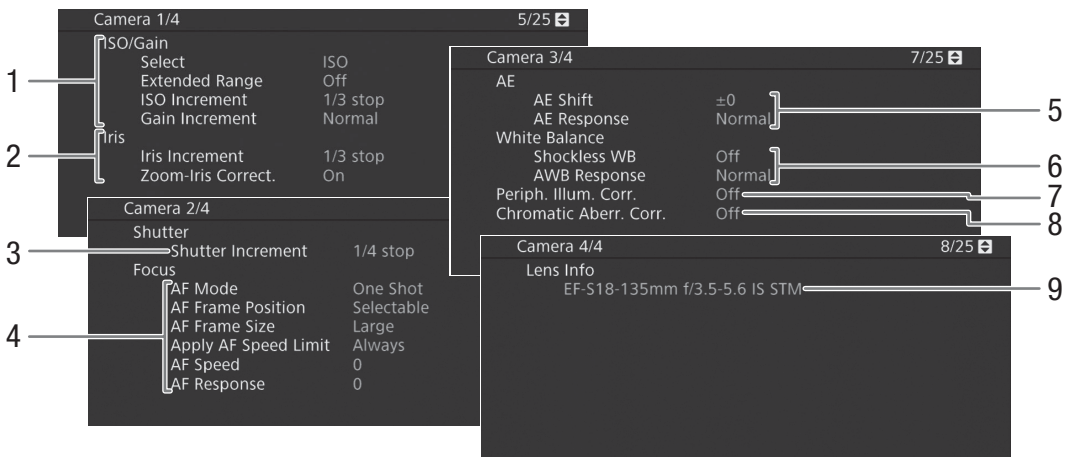 Camera 1/4 5/25
ISO/Gain
Select ISO
Extended Range Off
ISO Increment 1/3 stop
Gain Increment Normal
Iris
Iris Increment 1/3 stop
Zoom-Iris Correct. On
1
2
Camera 2/4
Shutter
Shutter Increment 1/4 stop
Focus
AF Mode One Shot
AF Frame Position Selectable
AF Frame Size Large
Apply AF Speed Limit Always
AF Speed 0
AF Response 0
3
4
Camera 3/4 7/25
AE
AE Shift ±0
AE Response Normal
White Balance
Shockless WB Off
AWB Response Normal
Periph. Illum. Corr. Off
Chromatic Aberr. Corr. Off
5
6
7
8
Camera 4/4 8/25
Lens Info
EF-S18-135mm f/3.5-5.6 IS STM
9